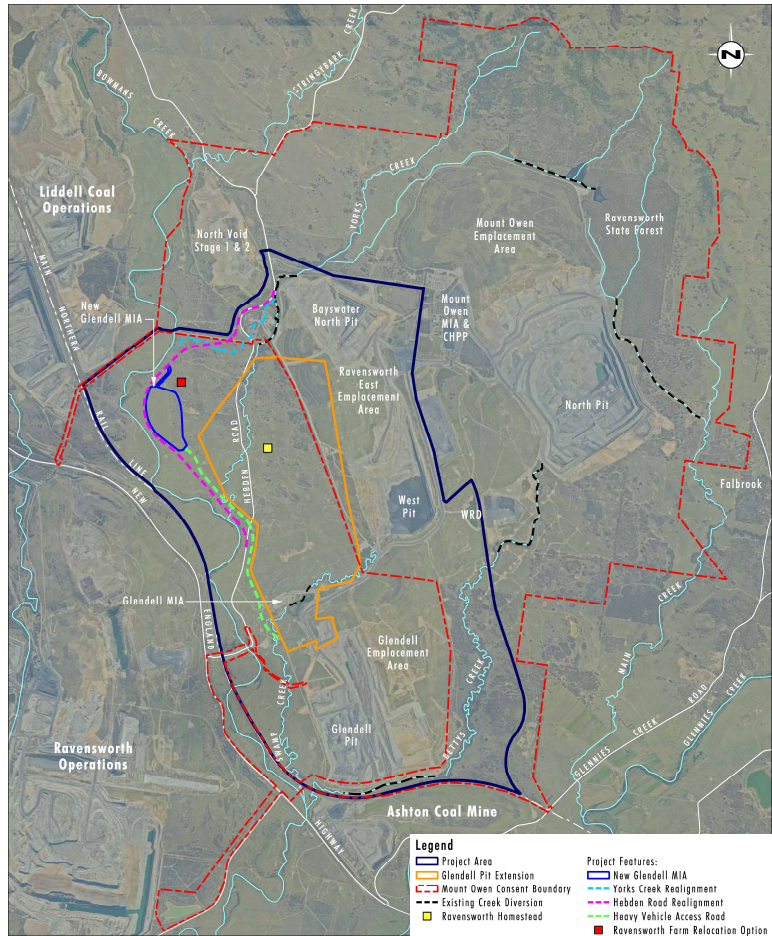 CREEK
STRINGYBARK
BOWMANS
CREEK
N
Liddell Coal
Operations
CREEK
YORKS
North Void
Stage 1 & 2
Mount Owen
Emplacement
Area
Ravensworth
State Forest
MAIN
NORTHERN
RAIL
LINE
New
Glendell MIA
Bayswater
North Pit
Mount
Owen
MIA &
CHPP
Ravensworth
East
Emplacement
Area
North Pit
ROAD
HEBDEN
West
Pit
WRD
Falbrook
NEW
ENGLAND
HIGHWAY
Glendell MIA
Glendell
Emplacement
Area
CREEK
MAIN
CREEK
BETTYS
CREEK
SWAMP
Glendell
Pit
Ravensworth
Operations
GLENNIES
CREEK
ROAD
GLENNIES
CREEK
Ashton Coal Mine
Legend
Project Area
Glendell Pit Extension
Mount Owen Consent Boundary
Existing Creek Diversion
Ravensworth Homestead
Project Features:
New Glendell MIA
Yorks Creek Realignment
Hebden Road Realignment
Heavy Vehicle Access Road
Ravensworth Farm Relocation Option